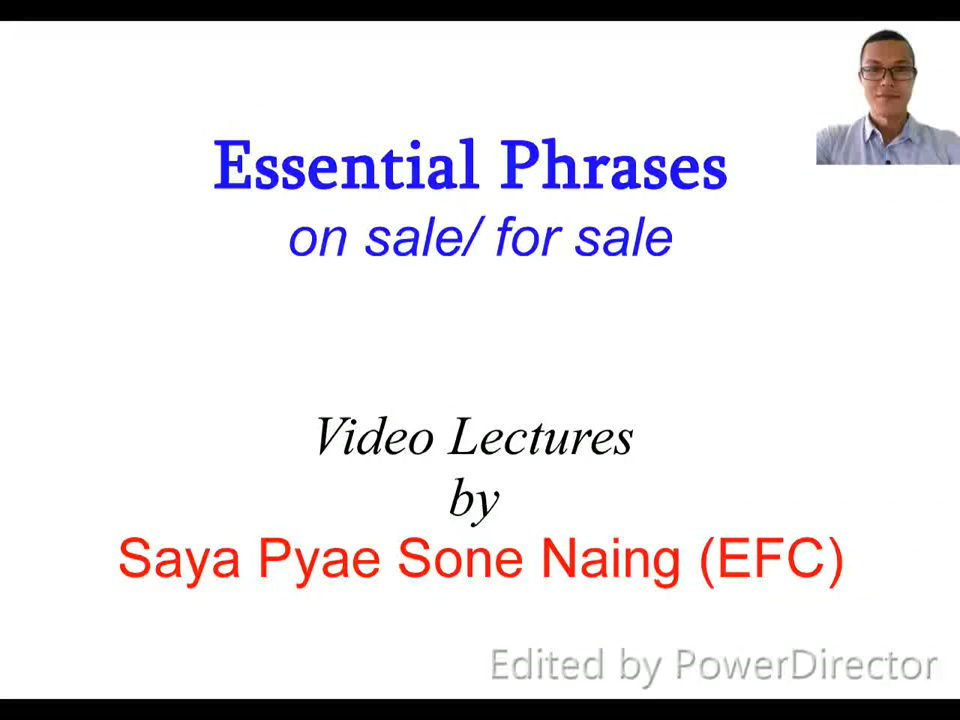 Essential Phrases
on sale/ for sale
Video Lectures
by
Saya Pyae Sone Naing (EFC)
Edited by PowerDirector